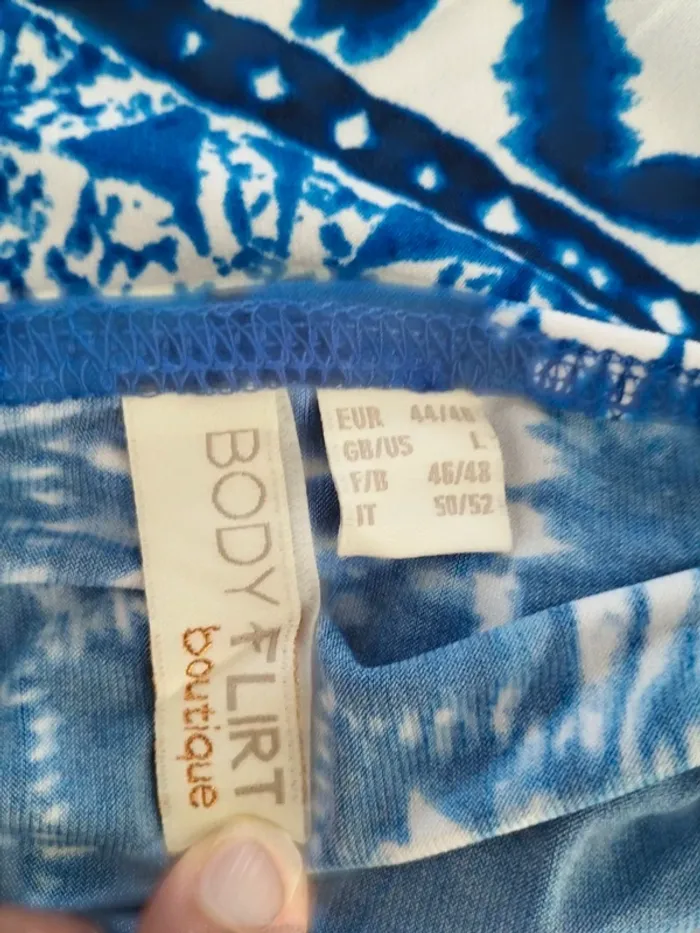 BODY FLIRT
boutique
EUR 44/46
GB/US L
F/B 46/48
IT 50/52